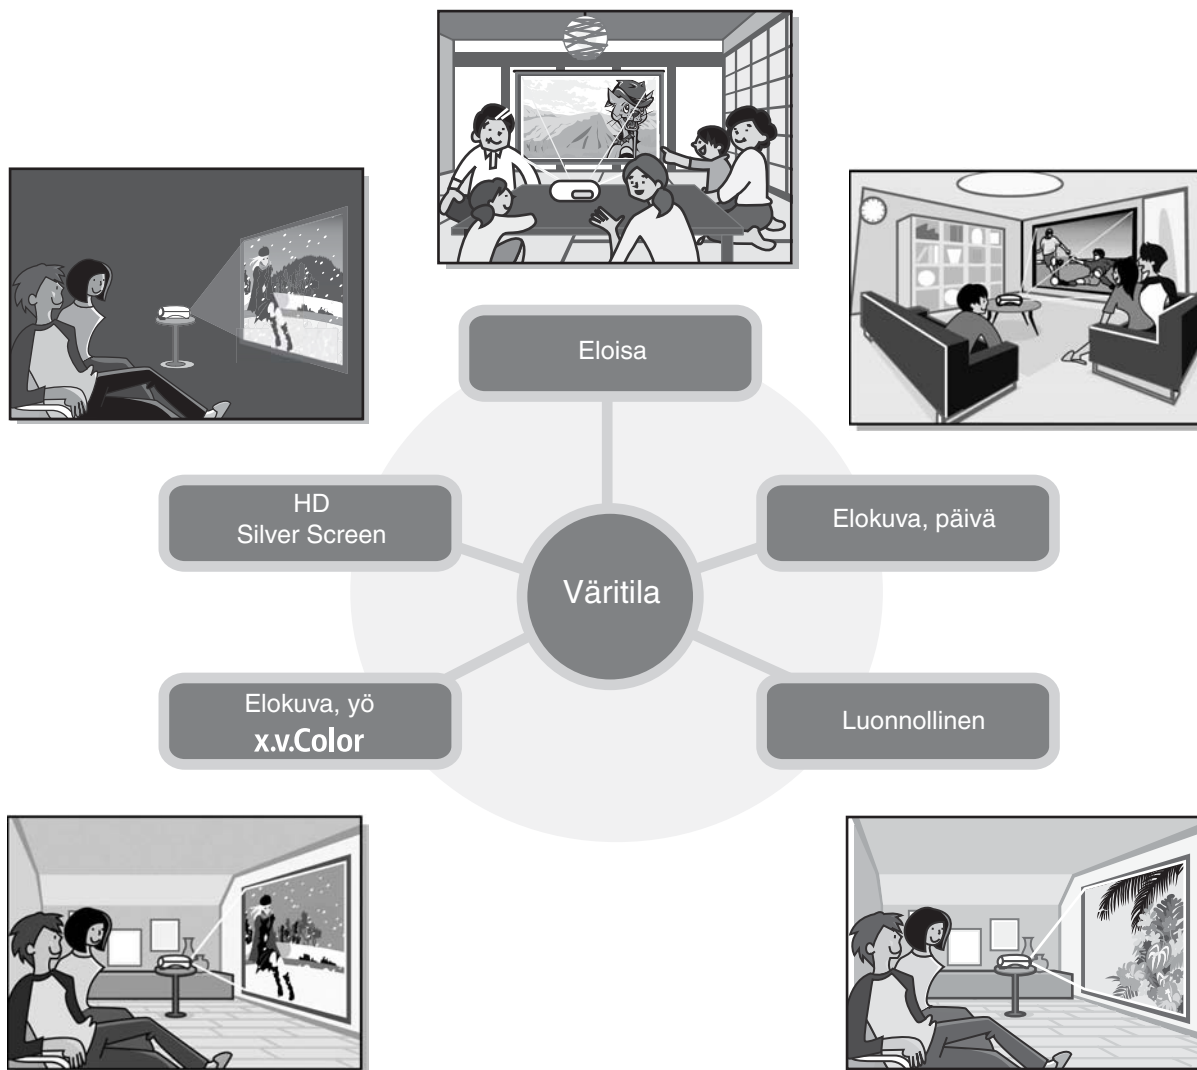 Eloisa
HD
Silver Screen
Elokuva, päivä
Väritila
Elokuva, yö
x.v.Color
Luonnollinen